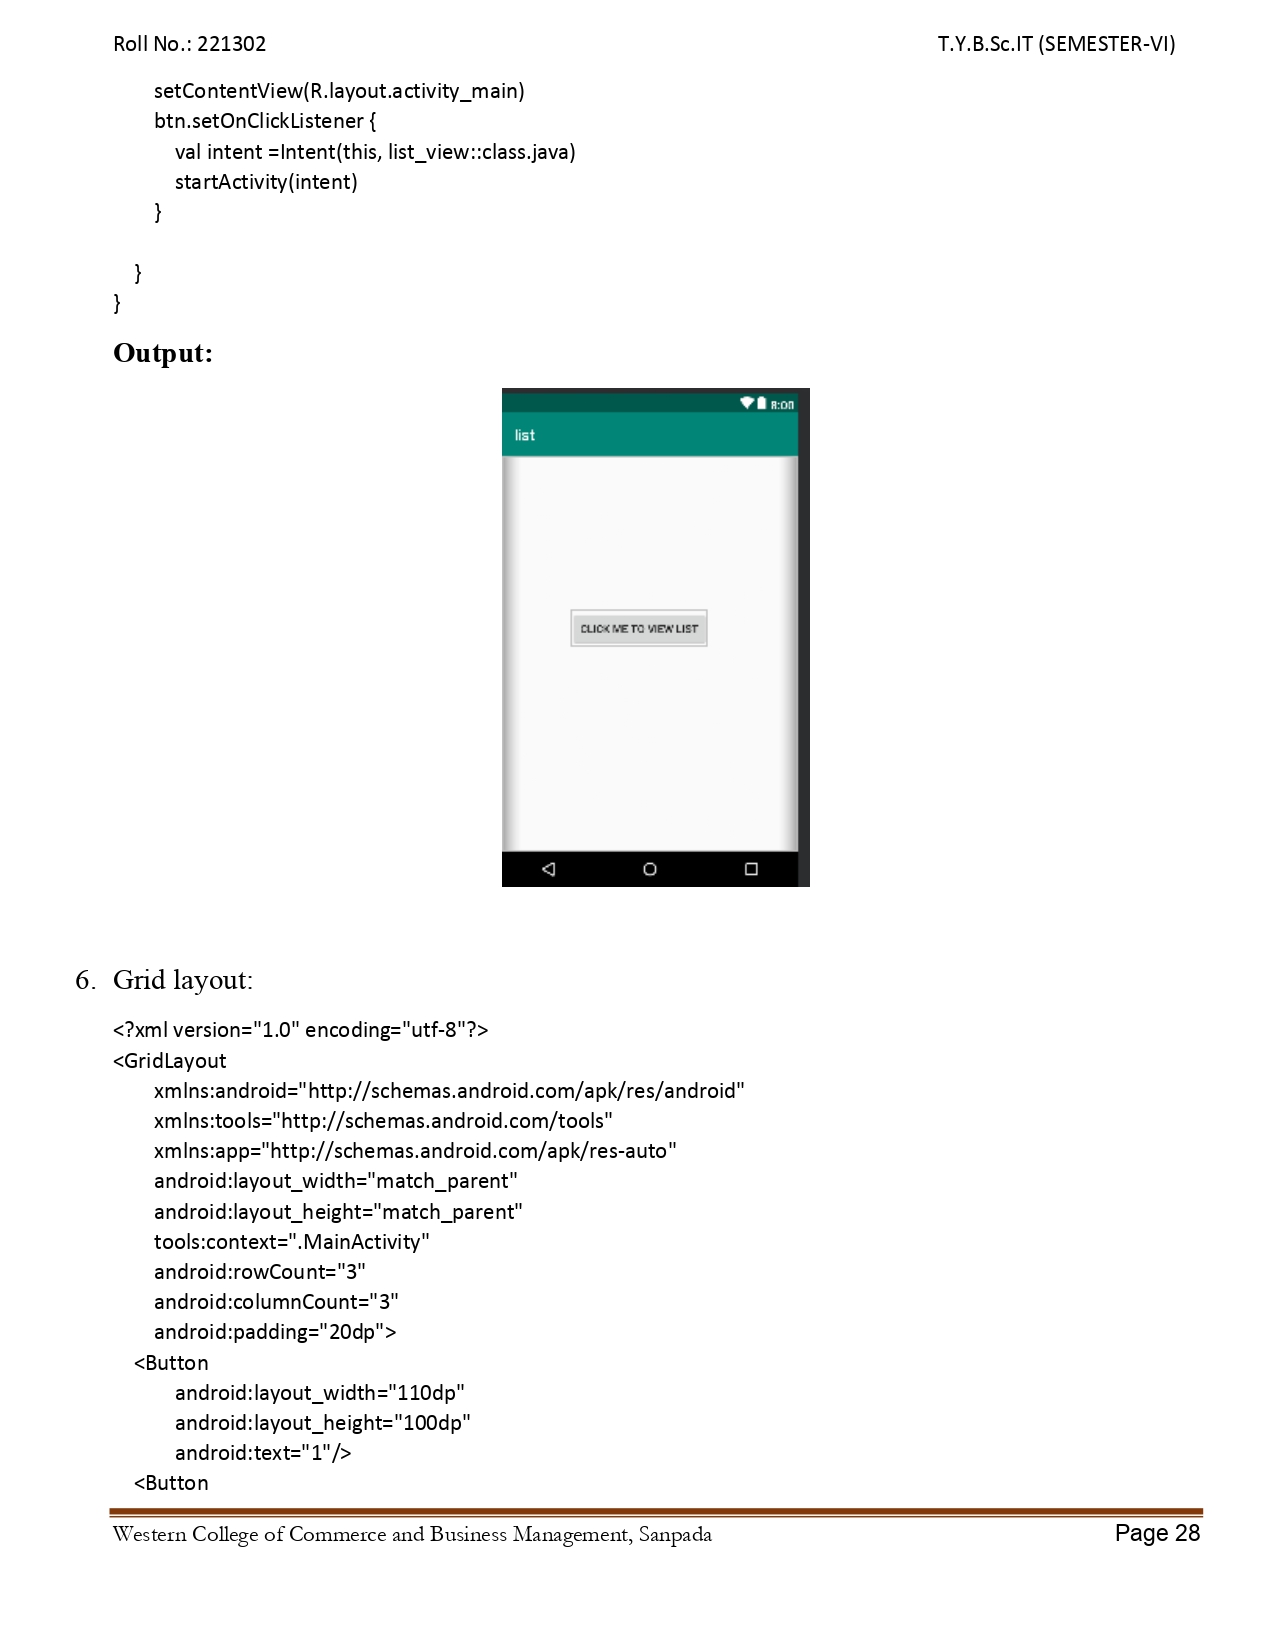 Roll No.: 221302 T.Y.B.Sc.IT (SEMESTER-VI)
setContentView(R.layout.activity_main)
btn.setOnClickListener {
val intent =Intent(this, list_view::class.java)
startActivity(intent)
}
}
}
Output:
8:00
list
CLICK ME TO VIEW LIST
6. Grid layout:
<?xml version="1.0" encoding="utf-8"?>
<GridLayout
xmlns:android="http://schemas.android.com/apk/res/android"
xmlns:tools="http://schemas.android.com/tools"
xmlns:app="http://schemas.android.com/apk/res-auto"
android:layout_width="match_parent"
android:layout_height="match_parent"
tools:context=".MainActivity"
android:rowCount="3"
android:columnCount="3"
android:padding="20dp">
<Button
android:layout_width="110dp"
android:layout_height="100dp"
android:text="1"/>
<Button
Western College of Commerce and Business Management, Sanpada Page 28